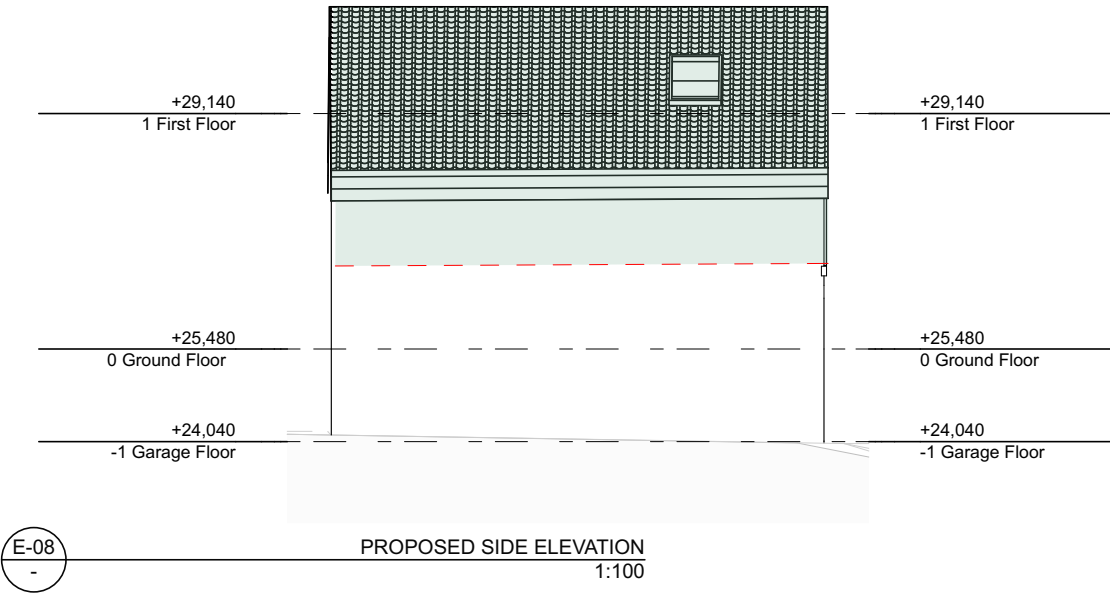 +29,140
1 First Floor
+29,140
1 First Floor
+25,480
0 Ground Floor
+25,480
0 Ground Floor
+24,040
-1 Garage Floor
+24,040
-1 Garage Floor
E-08
-
PROPOSED SIDE ELEVATION
1:100